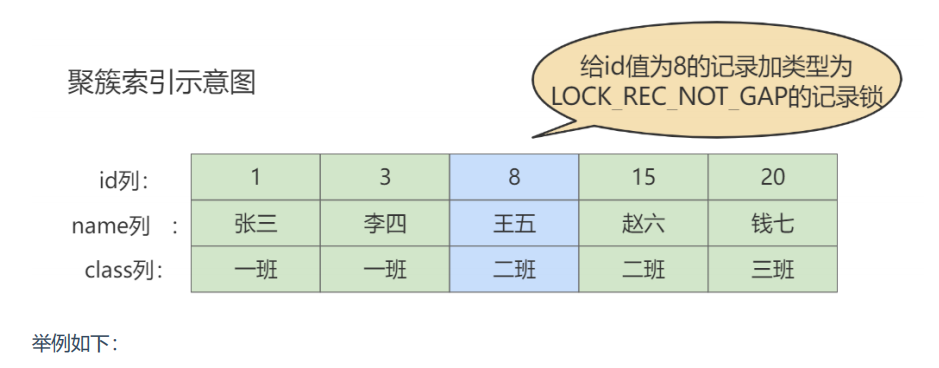 聚簇索引示意图
给id值为8的记录加类型为
LOCK_REC_NOT_GAP的记录锁
id列: 1 3 8 15 20
name列 : 张三 李四 王五 赵六 钱七
class列: 一班 一班 二班 二班 三班
举例如下：